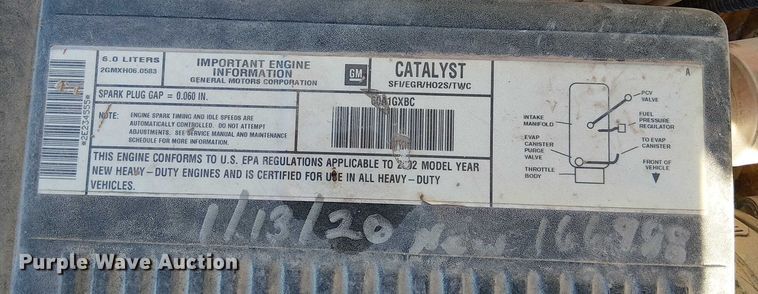 6.0 LITERS
2GMXH06.0583
IMPORTANT ENGINE
INFORMATION
GENERAL MOTORS CORPORATION
GM
CATALYST
SFI/EGR/HO2S/TWC
*2E234355*
SPARK PLUG GAP = 0.060 IN.
NOTE: ENGINE SPARK TIMING AND IDLE SPEEDS ARE
AUTOMATICALLY CONTROLLED. DO NOT ATTEMPT
ADJUSTMENTS. SEE SERVICE MANUAL AND MAINTENANCE
SCHEDULE FOR MORE INFORMATION.
THIS ENGINE CONFORMS TO U.S. EPA REGULATIONS APPLICABLE TO 2002 MODEL YEAR
NEW HEAVY-DUTY ENGINES AND IS CERTIFIED FOR USE IN ALL HEAVY-DUTY
VEHICLES.
A
PCV
VALVE
INTAKE
MANIFOLD
FUEL
PRESSURE
REGULATOR
EVAP
CANISTER
PURGE
VALVE
TO EVAP
CANISTER
THROTTLE
BODY
FRONT OF
VEHICLE
1/13/20 New
Purple Wave Auction